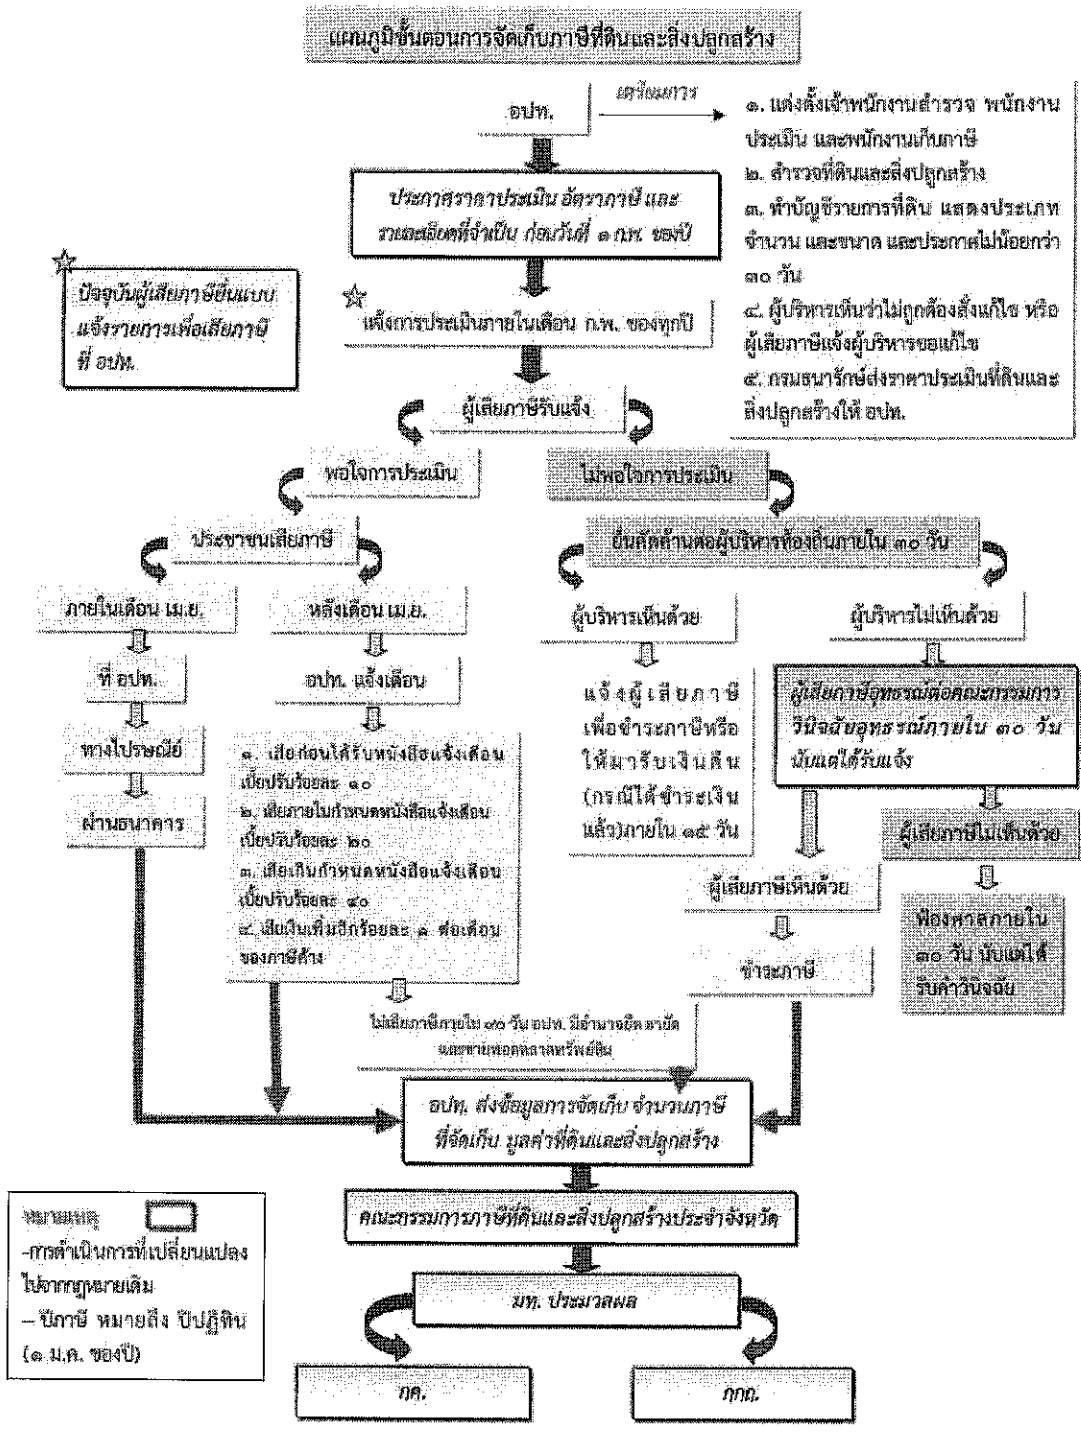 แผนภูมิขั้นตอนการจัดเก็บภาษีที่ดินและสิ่งปลูกสร้าง
อปท.
เตรียมการ
๑. แต่งตั้งเจ้าพนักงานสำรวจ พนักงาน
ประเมิน และพนักงานเก็บภาษี
๒. สำรวจที่ดินและสิ่งปลูกสร้าง
๓. ทำบัญชีรายการที่ดิน แสดงประเภท
จำนวน และขนาด และประกาศไม่น้อยกว่า
๓๐ วัน
๔. ผู้บริหารเห็นว่าไม่ถูกต้องสั่งแก้ไข หรือ
ผู้เสียภาษีแจ้งผู้บริหารขอแก้ไข
๕. กรมธนารักษ์ส่งราคาประเมินที่ดินและ
สิ่งปลูกสร้างให้ อปท.
ประกาศราคาประเมิน อัตราภาษี และ
รายละเอียดที่จำเป็น ก่อนวันที่ ๑ ก.พ. ของปี
ปัจจุบันผู้เสียภาษียื่นแบบ
แจ้งรายการเพื่อเสียภาษี
ที่ อปท.
แจ้งการประเมินภายในเดือน ก.พ. ของทุกปี
ผู้เสียภาษีรับแจ้ง
พอใจการประเมิน
ไม่พอใจการประเมิน
ประชาชนเสียภาษี
ยื่นคัดค้านต่อผู้บริหารท้องถิ่นภายใน ๓๐ วัน
ภายในเดือน เม.ย.
หลังเดือน เม.ย.
ผู้บริหารเห็นด้วย
ผู้บริหารไม่เห็นด้วย
ที่ อปท.
อปท. แจ้งเตือน
แจ้งผู้เสียภาษี
เพื่อชำระภาษีหรือ
ให้มารับเงินคืน
(กรณีได้ชำระเงิน
แล้ว)ภายใน ๑๕ วัน
ผู้เสียภาษีอุทธรณ์ต่อคณะกรรมการ
วินิจฉัยอุทธรณ์ภายใน ๓๐ วัน
นับแต่ได้รับแจ้ง
ทางไปรษณีย์
ผ่านธนาคาร
๑. เสียก่อนได้รับหนังสือแจ้งเตือน
เบี้ยปรับร้อยละ ๑๐
๒. เสียภายในกำหนดหนังสือแจ้งเตือน
เบี้ยปรับร้อยละ ๒๐
๓. เสียเกินกำหนดหนังสือแจ้งเตือน
เบี้ยปรับร้อยละ ๔๐
๔. เสียเงินเพิ่มอีกร้อยละ ๑ ต่อเดือน
ของภาษีค้าง
ผู้เสียภาษีไม่เห็นด้วย
ผู้เสียภาษีเห็นด้วย
ฟ้องศาลภายใน
๓๐ วัน นับแต่ได้
รับคำวินิจฉัย
ชำระภาษี
ไม่เสียภาษีภายใน ๙๐ วัน อปท. มีอำนาจยึด อายัด
และขายทอดตลาดทรัพย์สิน
อปท. ส่งข้อมูลการจัดเก็บ จำนวนภาษี
ที่จัดเก็บ มูลค่าที่ดินและสิ่งปลูกสร้าง
คณะกรรมการภาษีที่ดินและสิ่งปลูกสร้างประจำจังหวัด
มท. ประมวลผล
กค.
กกถ.
หมายเหตุ
-การดำเนินการที่เปลี่ยนแปลง
ไปจากกฎหมายเดิม
– ปีภาษี หมายถึง ปีปฏิทิน
(๑ ม.ค. ของปี)